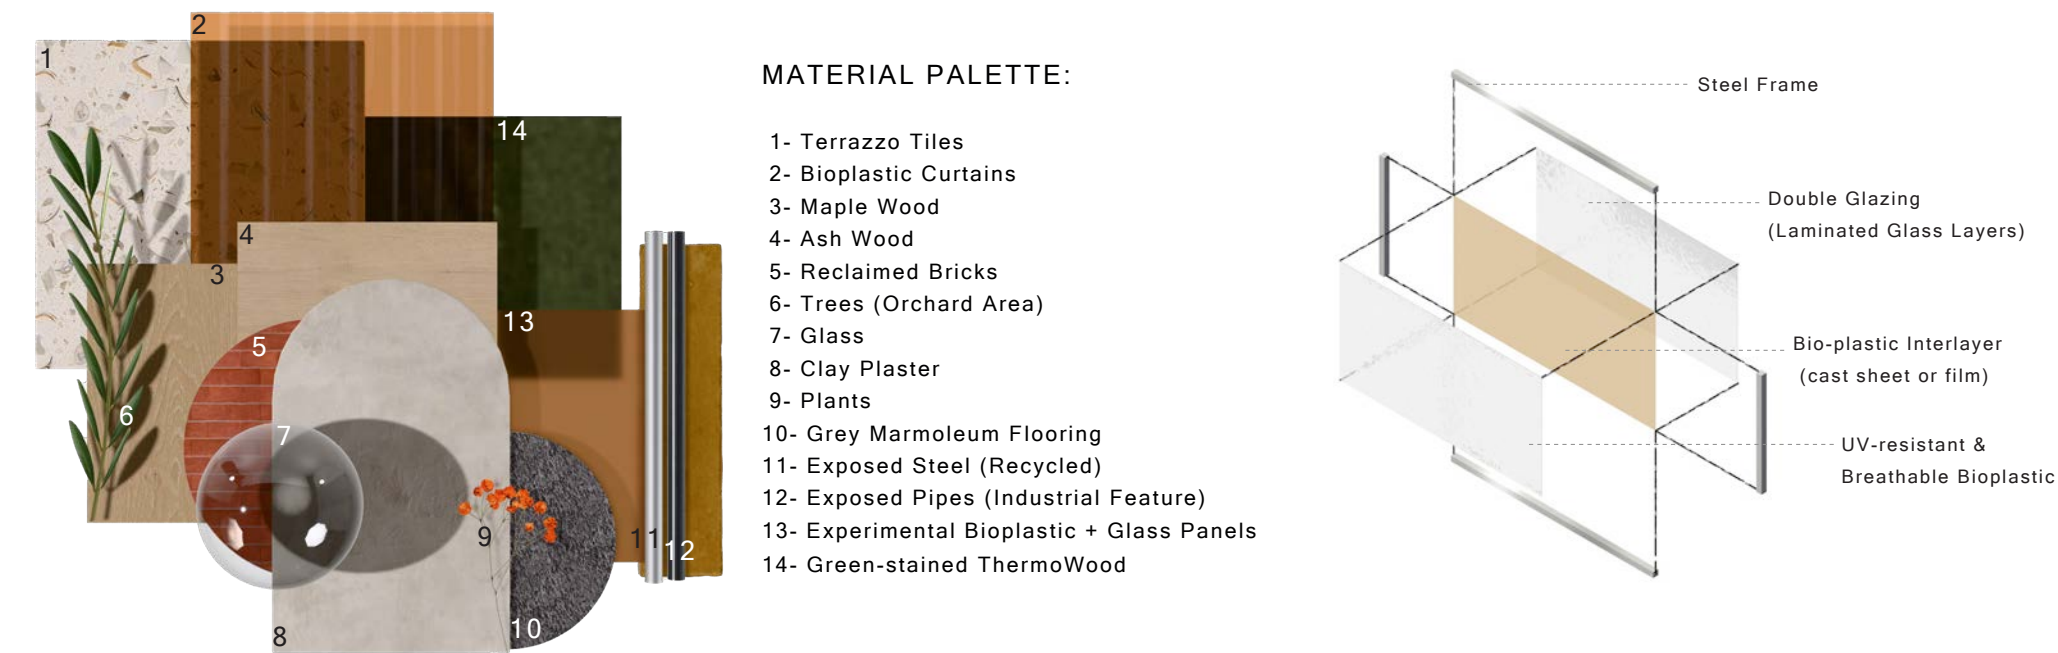 1
2
14
3
4
13
5
6
7
9
11
12
10
8
MATERIAL PALETTE:
1- Terrazzo Tiles
2- Bioplastic Curtains
3- Maple Wood
4- Ash Wood
5- Reclaimed Bricks
6- Trees (Orchard Area)
7- Glass
8- Clay Plaster
9- Plants
10- Grey Marmoleum Flooring
11- Exposed Steel (Recycled)
12- Exposed Pipes (Industrial Feature)
13- Experimental Bioplastic + Glass Panels
14- Green-stained ThermoWood
Steel Frame
Double Glazing
(Laminated Glass Layers)
Bio-plastic Interlayer
(cast sheet or film)
UV-resistant &
Breathable Bioplastic